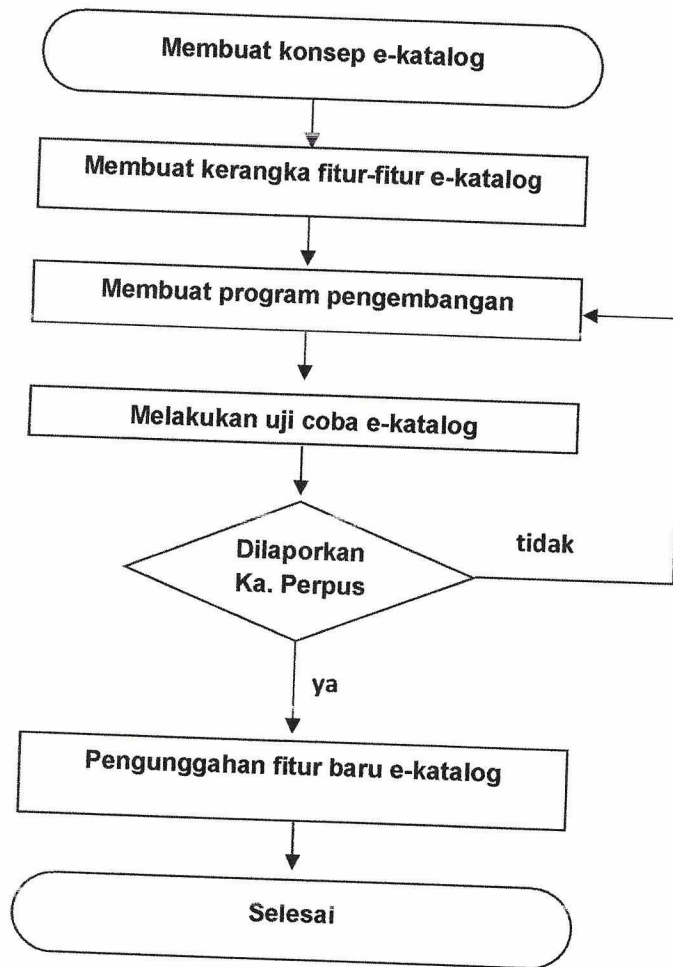 Membuat konsep e-katalog
Membuat kerangka fitur-fitur e-katalog
Membuat program pengembangan
Melakukan uji coba e-katalog
Dilaporkan
Ka. Perpus
tidak
ya
Pengunggahan fitur baru e-katalog
Selesai